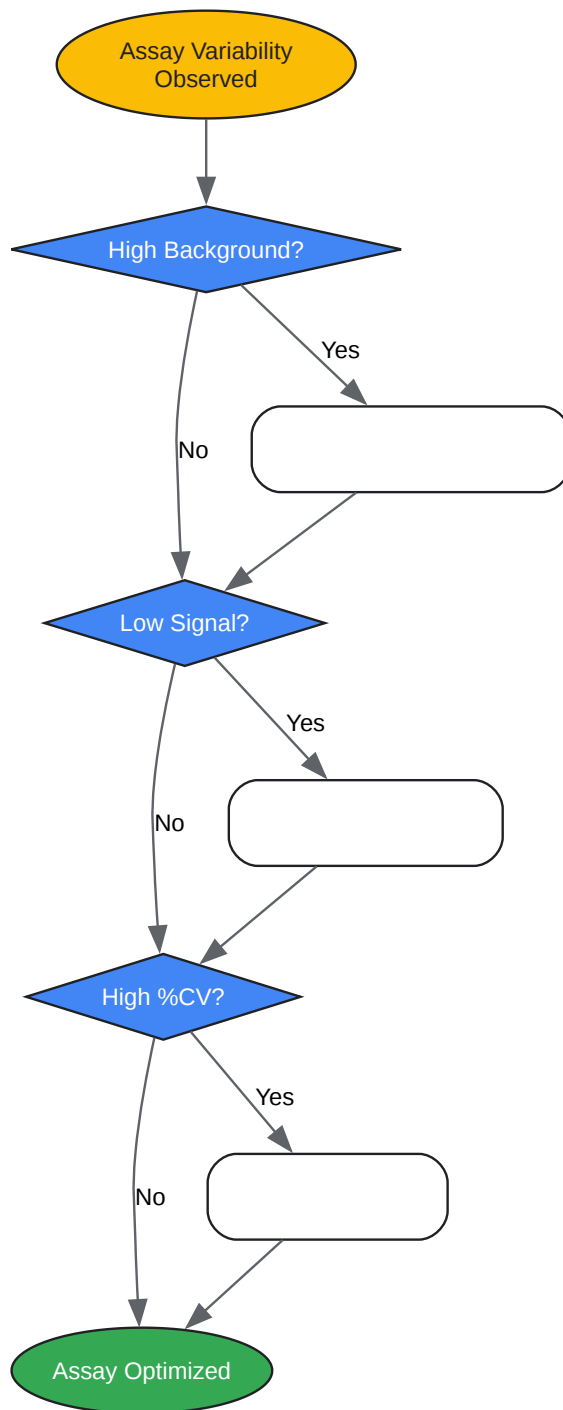 Assay Variability
Observed
High Background?
Yes
No
Low Signal?
Yes
No
High %CV?
Yes
No
Assay Optimized